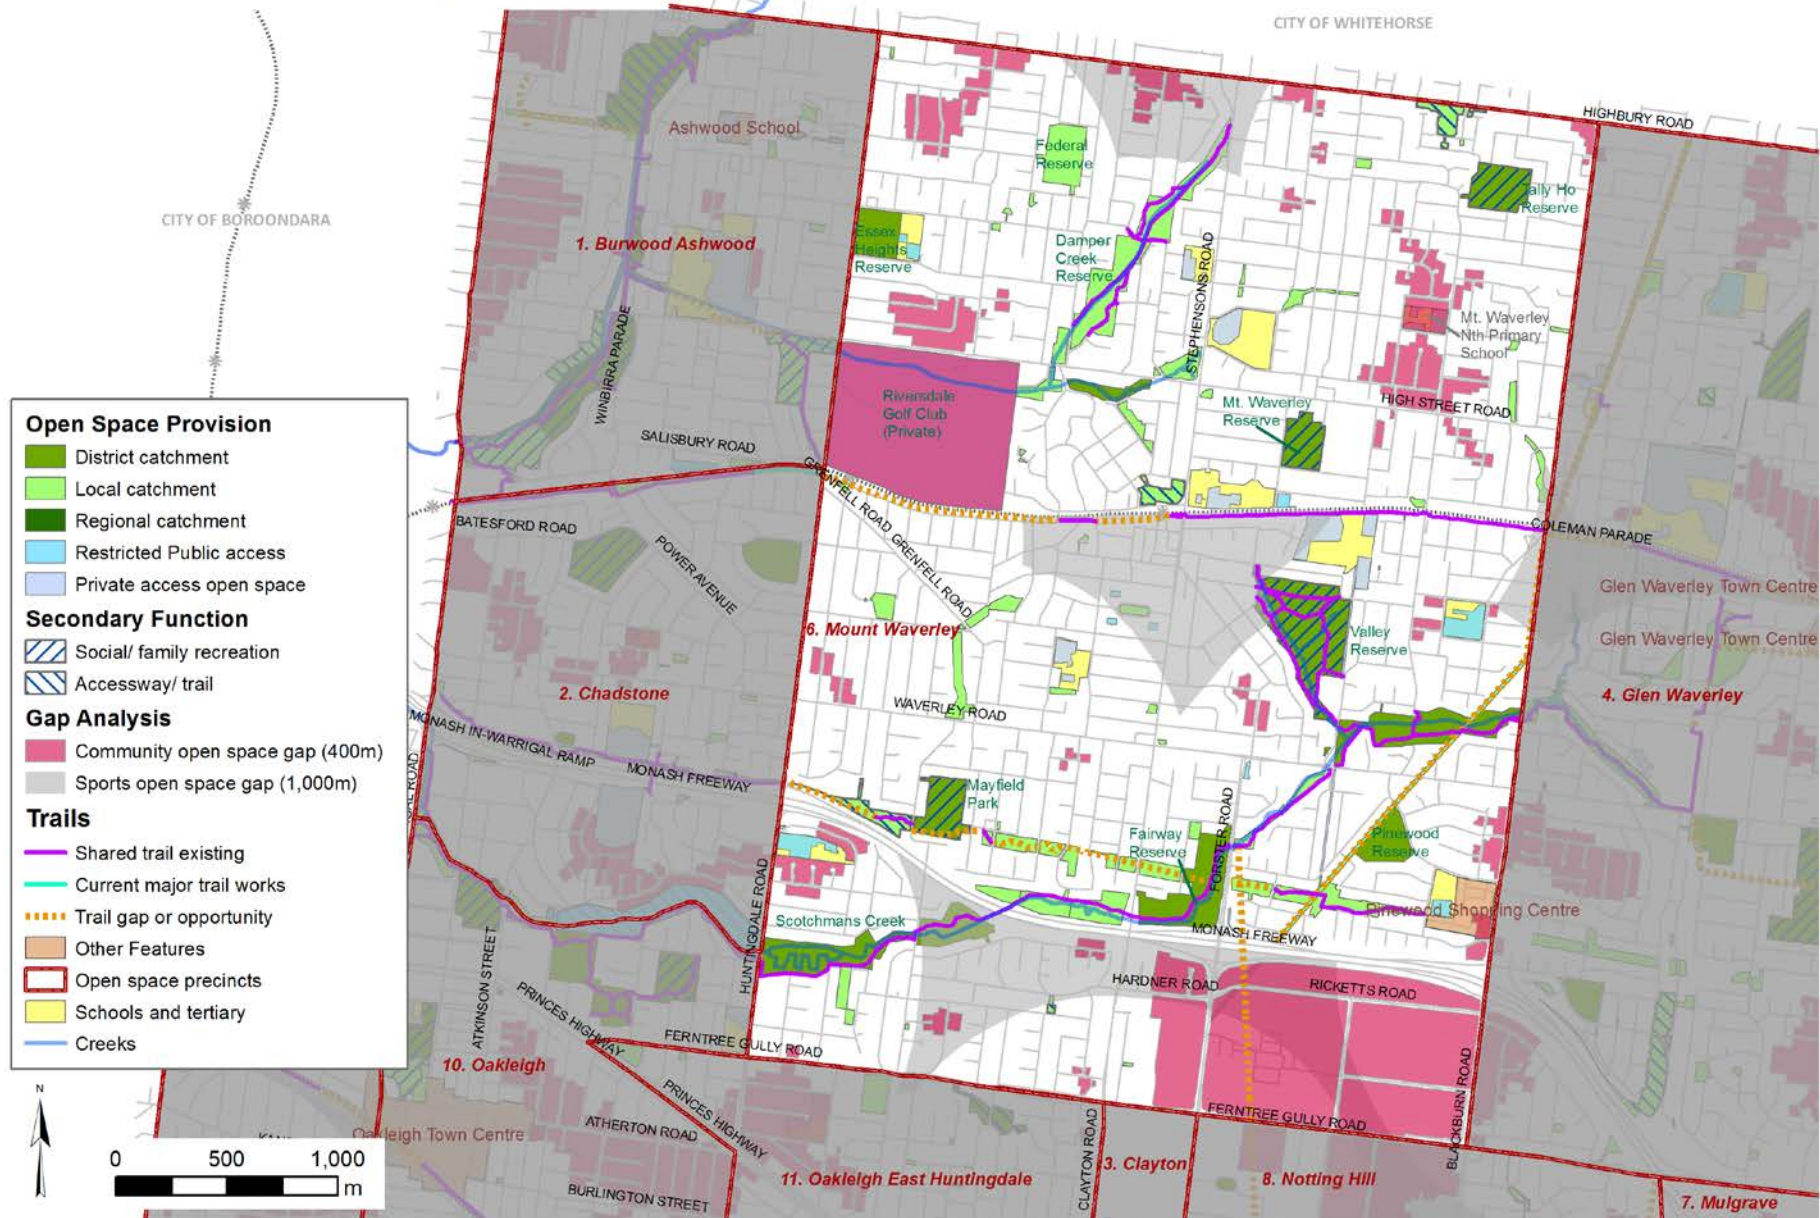 CITY OF WHITEHORSE
HIGHBURY ROAD
Ashwood School
Federal
Reserve
Tally Ho
Reserve
CITY OF BOROONDARA
1. Burwood Ashwood
Essex
Heights
Reserve
Damper
Creek
Reserve
STEPHENSONS ROAD
Mt. Waverley
Nth Primary
School
WINBIRRA PARADE
Riversdale
Golf Club
(Private)
Mt. Waverley
Reserve
HIGH STREET ROAD
SALISBURY ROAD
GRENFELL ROAD
GRENFELL ROAD
BATESFORD ROAD
POWER AVENUE
COLEMAN PARADE
Glen Waverley Town Centre
Glen Waverley Town Centre
6. Mount Waverley
Valley
Reserve
2. Chadstone
4. Glen Waverley
WAVERLEY ROAD
MONASH IN-WARRIGAL RAMP
MONASH FREEWAY
Mayfield
Park
Fairway
Reserve
FORSTER ROAD
Pinewood
Reserve
HUNTINGDALE ROAD
Scotchmans Creek
Pinewood Shopping Centre
MONASH FREEWAY
ATKINSON STREET
HARDNER ROAD
RICKETTS ROAD
PRINCES HIGHWAY
FERNTREE GULLY ROAD
10. Oakleigh
PRINCES HIGHWAY
BLACKBURN ROAD
FERNTREE GULLY ROAD
Oakleigh Town Centre
ATHERTON ROAD
CLAYTON ROAD
3. Clayton
11. Oakleigh East Huntingdale
8. Notting Hill
BURLINGTON STREET
7. Mulgrave
Open Space Provision
District catchment
Local catchment
Regional catchment
Restricted Public access
Private access open space
Secondary Function
Social/ family recreation
Accessway/ trail
Gap Analysis
Community open space gap (400m)
Sports open space gap (1,000m)
Trails
Shared trail existing
Current major trail works
Trail gap or opportunity
Other Features
Open space precincts
Schools and tertiary
Creeks
N
0 500 1,000
m